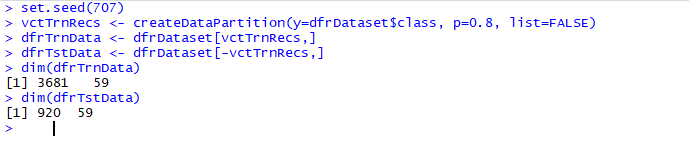 > set.seed(707)
> vctTrnRecs <- createDataPartition(y=dfrDataset$class, p=0.8, list=FALSE)
> dfrTrnData <- dfrDataset[vctTrnRecs,]
> dfrTstData <- dfrDataset[-vctTrnRecs,]
> dim(dfrTrnData)
[1] 3681   59
> dim(dfrTstData)
[1] 920  59
>